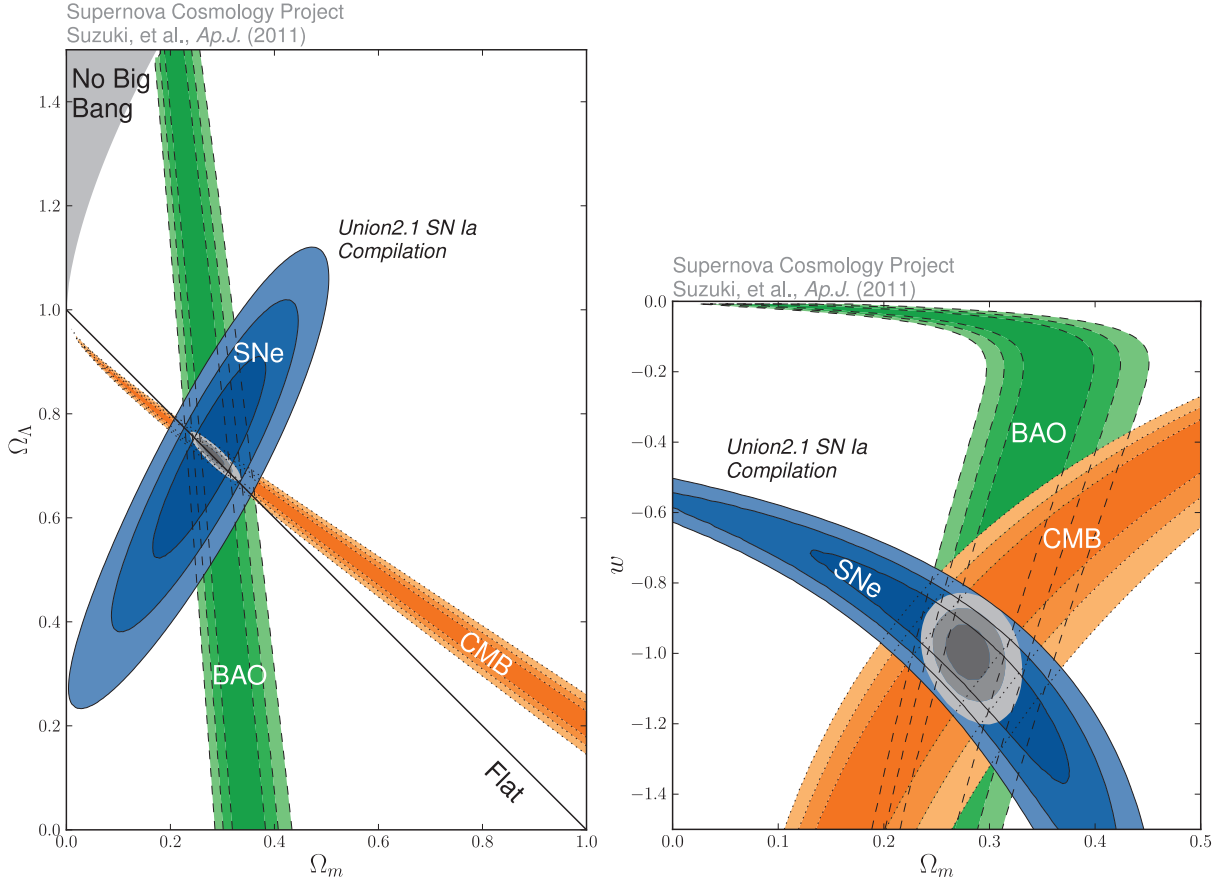 Supernova Cosmology Project
Suzuki, et al., Ap.J. (2011)
No Big
Bang
Union2.1 SN Ia
Compilation
SNe
BAO
CMB
Flat
1.4
1.2
1.0
0.8
0.6
0.4
0.2
0.0
Ω_Λ
0.0 0.2 0.4 0.6 0.8 1.0
Ω_m
Supernova Cosmology Project
Suzuki, et al., Ap.J. (2011)
Union2.1 SN Ia
Compilation
BAO
CMB
SNe
0.0
−0.2
−0.4
−0.6
−0.8
−1.0
−1.2
−1.4
w
0.0 0.1 0.2 0.3 0.4 0.5
Ω_m